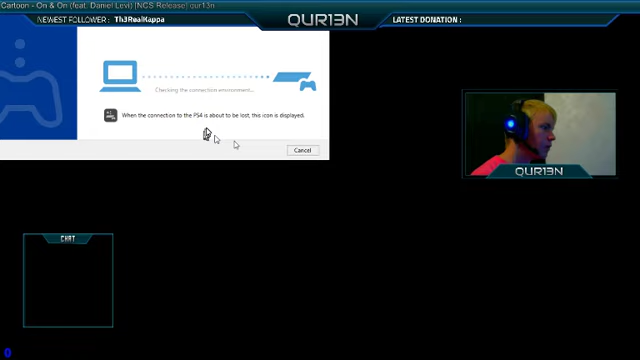 Cartoon - On & On (feat. Daniel Levi) [NCS Release] qur13n
NEWEST FOLLOWER : Th3RealKappa
QUR13N
LATEST DONATION :
Checking the connection environment...
When the connection to the PS4 is about to be lost, this icon is displayed.
Cancel
QUR13N
CHAT
0